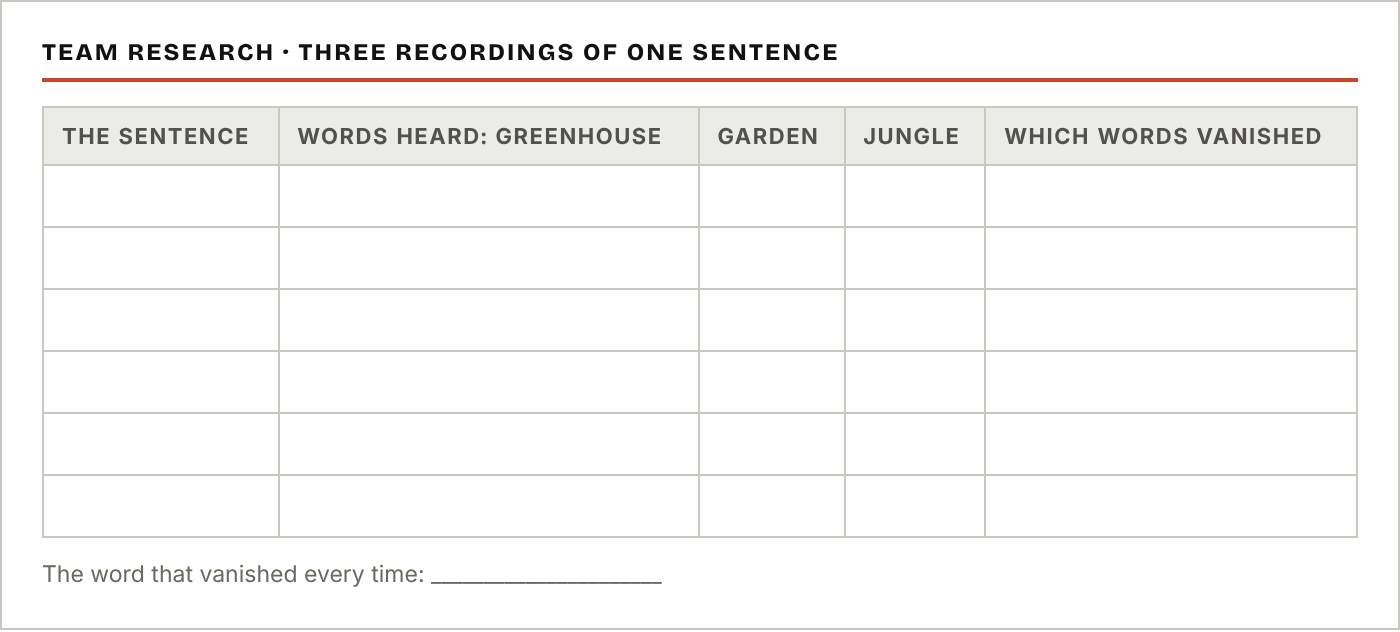 TEAM RESEARCH · THREE RECORDINGS OF ONE SENTENCE
THE SENTENCE WORDS HEARD: GREENHOUSE GARDEN JUNGLE WHICH WORDS VANISHED
The word that vanished every time: ______________________